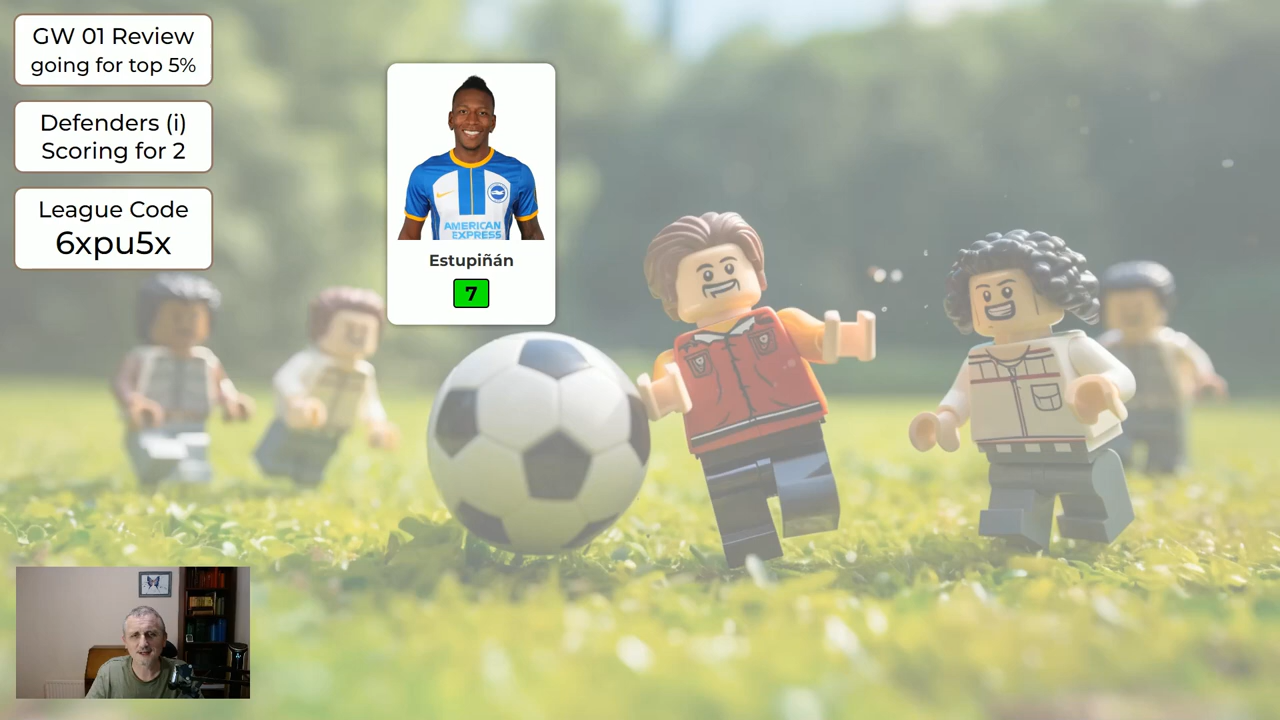 GW 01 Review
going for top 5%
Defenders (i)
Scoring for 2
League Code
6xpu5x
AMERICAN
EXPRESS
Estupiñán
7